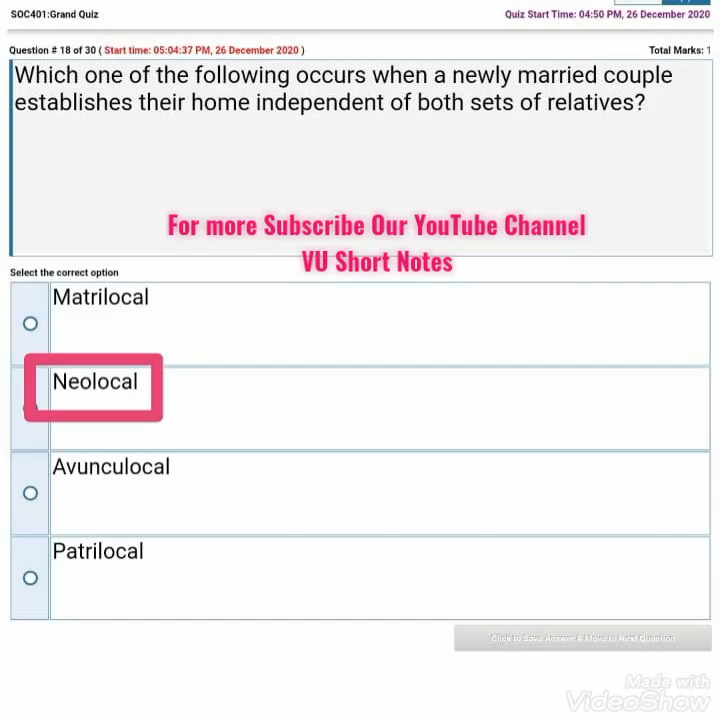 SOC401:Grand Quiz
Quiz Start Time: 04:50 PM, 26 December 2020
Question # 18 of 30 ( Start time: 05:04:37 PM, 26 December 2020 )
Total Marks: 1
Which one of the following occurs when a newly married couple
establishes their home independent of both sets of relatives?
For more Subscribe Our YouTube Channel
VU Short Notes
Select the correct option
Matrilocal
Neolocal
Avunculocal
Patrilocal
Click to Save Answer & Move to Next Question
Made with
VideoShow